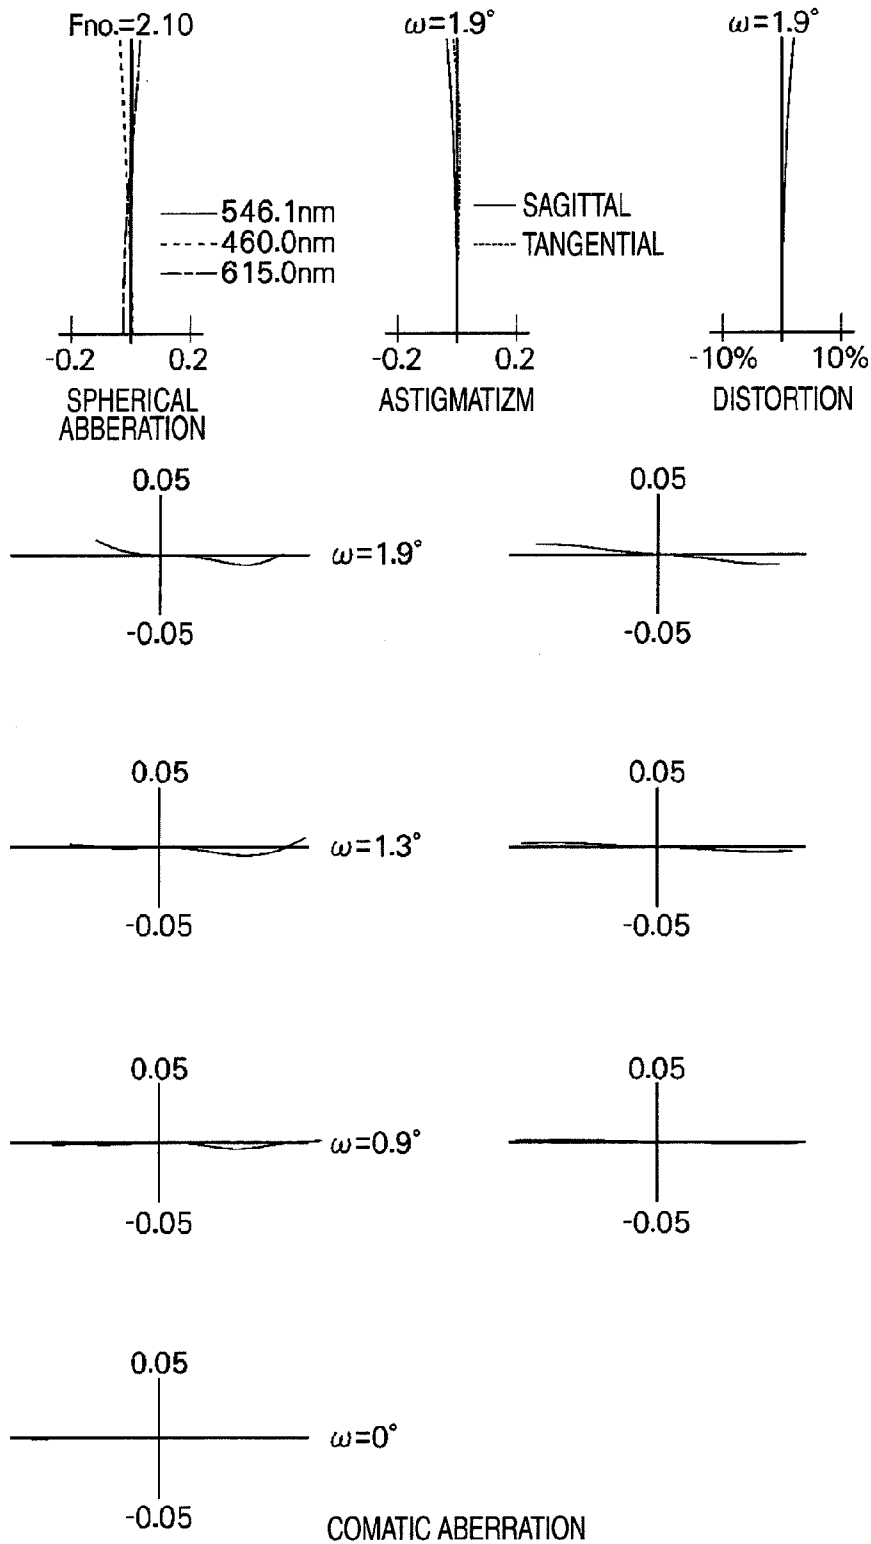 Fno.=2.10
ω=1.9°
ω=1.9°
546.1nm
460.0nm
615.0nm
SAGITTAL
TANGENTIAL
-0.2 0.2
-0.2 0.2
-10% 10%
SPHERICAL
ABBERATION
ASTIGMATIZM
DISTORTION
0.05
0.05
ω=1.9°
-0.05
-0.05
0.05
0.05
ω=1.3°
-0.05
-0.05
0.05
0.05
ω=0.9°
-0.05
-0.05
0.05
ω=0°
-0.05
COMATIC ABERRATION